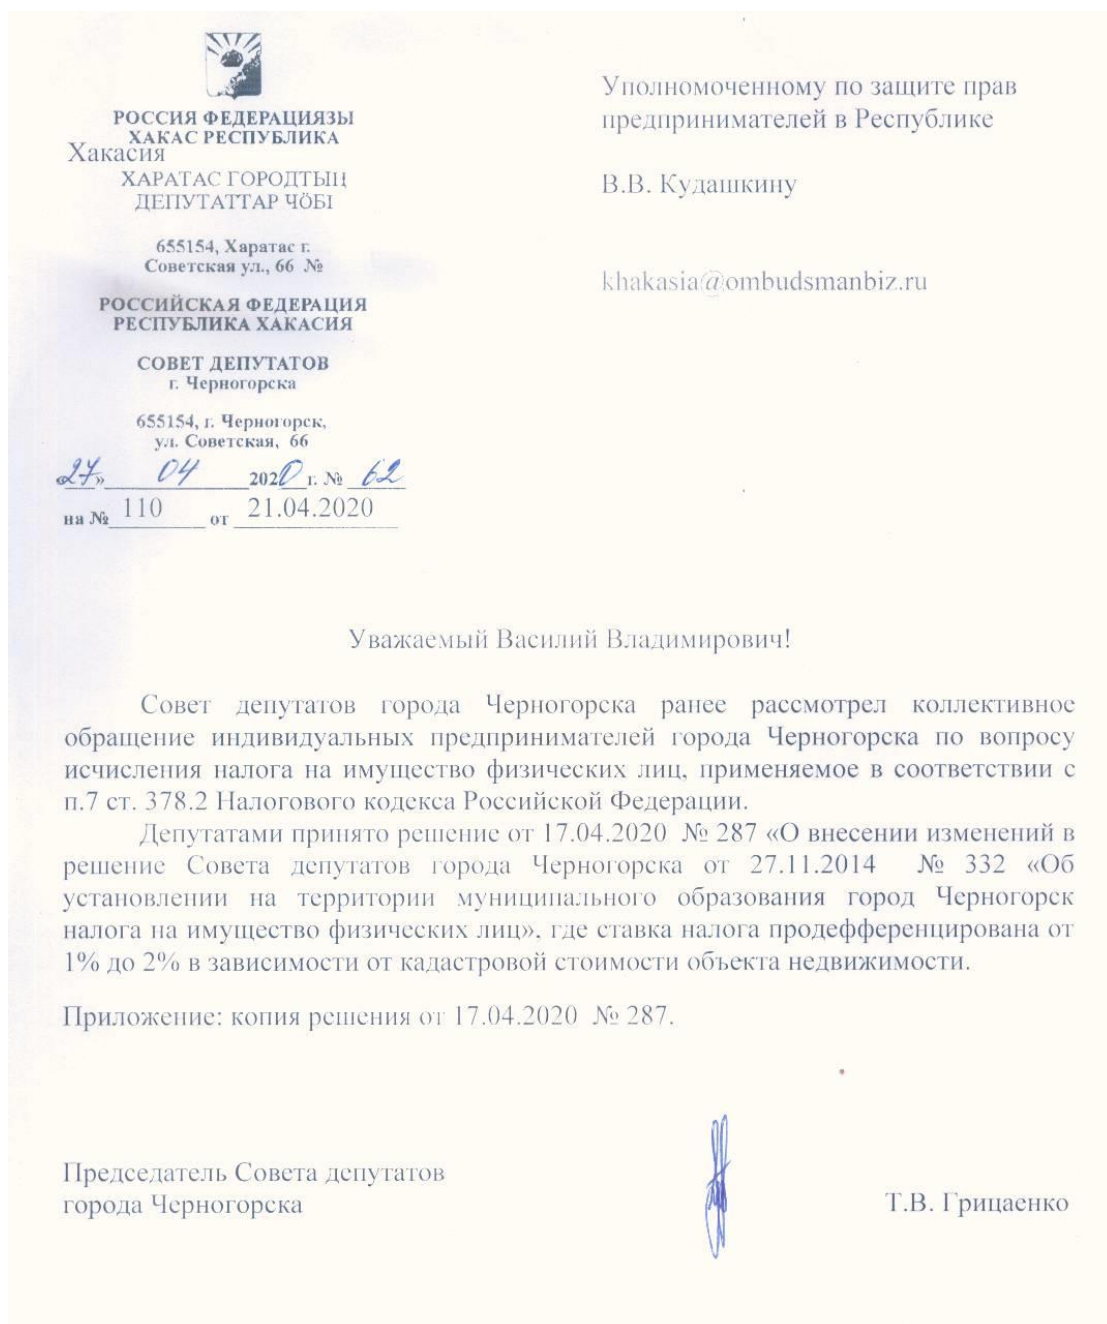 РОССИЯ ФЕДЕРАЦИЯЗЫ
ХАКАС РЕСПУБЛИКА
Хакасия
ХАРАТАС ГОРОДТЫҢ
ДЕПУТАТТАР ЧӦБІ
655154, Харатас г.
Советская ул., 66 №
РОССИЙСКАЯ ФЕДЕРАЦИЯ
РЕСПУБЛИКА ХАКАСИЯ
СОВЕТ ДЕПУТАТОВ
г. Черногорска
655154, г. Черногорск,
ул. Советская, 66
«27» 04 2020 г. № 62
на № 110 от 21.04.2020
Уполномоченному по защите прав
предпринимателей в Республике
В.В. Кудашкину
khakasia@ombudsmanbiz.ru
Уважаемый Василий Владимирович!
Совет депутатов города Черногорска ранее рассмотрел коллективное
обращение индивидуальных предпринимателей города Черногорска по вопросу
исчисления налога на имущество физических лиц, применяемое в соответствии с
п.7 ст. 378.2 Налогового кодекса Российской Федерации.
Депутатами принято решение от 17.04.2020 № 287 «О внесении изменений в
решение Совета депутатов города Черногорска от 27.11.2014 № 332 «Об
установлении на территории муниципального образования город Черногорск
налога на имущество физических лиц», где ставка налога продефференцирована от
1% до 2% в зависимости от кадастровой стоимости объекта недвижимости.
Приложение: копия решения от 17.04.2020 № 287.
Председатель Совета депутатов
города Черногорска
Т.В. Грицаенко